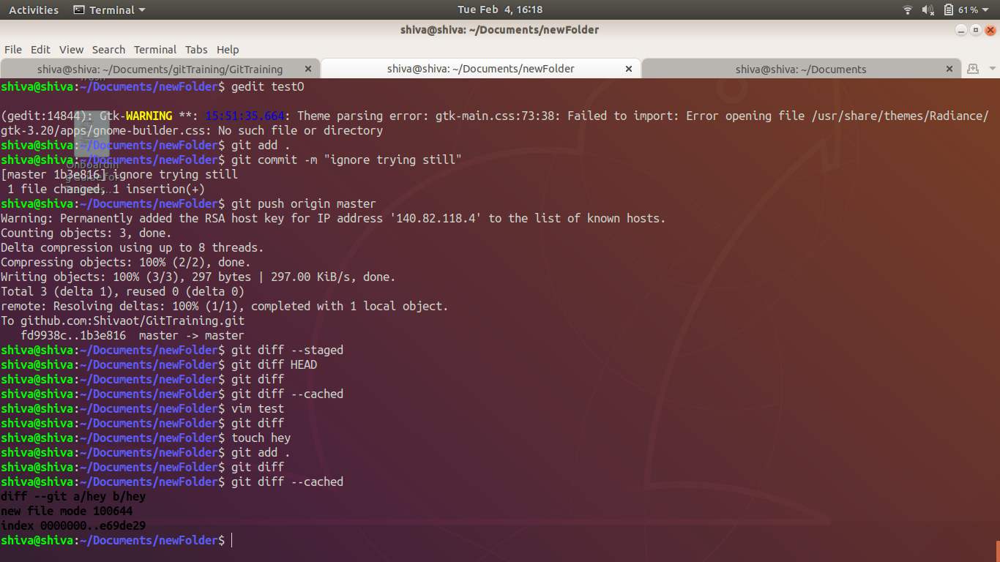 Activities Terminal Tue Feb 4, 16:18 61%
shiva@shiva: ~/Documents/newFolder
File Edit View Search Terminal Tabs Help
shiva@shiva: ~/Documents/gitTraining/GitTraining shiva@shiva: ~/Documents/newFolder shiva@shiva: ~/Documents
shiva@shiva:~/Documents/newFolder$ gedit testO
(gedit:14844): Gtk-WARNING **: 15:51:35.664: Theme parsing error: gtk-main.css:73:38: Failed to import: Error opening file /usr/share/themes/Radiance/
gtk-3.20/apps/gnome-builder.css: No such file or directory
shiva@shiva:~/Documents/newFolder$ git add .
shiva@shiva:~/Documents/newFolder$ git commit -m "ignore trying still"
[master 1b3e816] ignore trying still
 1 file changed, 1 insertion(+)
shiva@shiva:~/Documents/newFolder$ git push origin master
Warning: Permanently added the RSA host key for IP address '140.82.118.4' to the list of known hosts.
Counting objects: 3, done.
Delta compression using up to 8 threads.
Compressing objects: 100% (2/2), done.
Writing objects: 100% (3/3), 297 bytes | 297.00 KiB/s, done.
Total 3 (delta 1), reused 0 (delta 0)
remote: Resolving deltas: 100% (1/1), completed with 1 local object.
To github.com:Shivaot/GitTraining.git
   fd9938c..1b3e816  master -> master
shiva@shiva:~/Documents/newFolder$ git diff --staged
shiva@shiva:~/Documents/newFolder$ git diff HEAD
shiva@shiva:~/Documents/newFolder$ git diff
shiva@shiva:~/Documents/newFolder$ git diff --cached
shiva@shiva:~/Documents/newFolder$ vim test
shiva@shiva:~/Documents/newFolder$ git diff
shiva@shiva:~/Documents/newFolder$ touch hey
shiva@shiva:~/Documents/newFolder$ git add .
shiva@shiva:~/Documents/newFolder$ git diff
shiva@shiva:~/Documents/newFolder$ git diff --cached
diff --git a/hey b/hey
new file mode 100644
index 0000000..e69de29
shiva@shiva:~/Documents/newFolder$
Onboardin
g Guide for